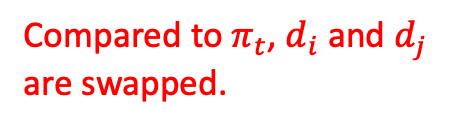 Compared to π_t, d_i and d_j
are swapped.